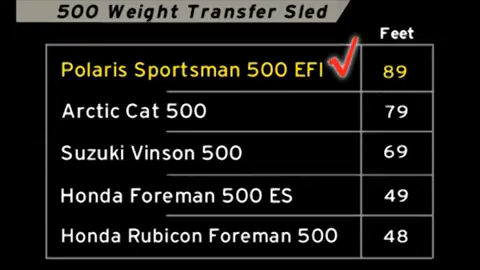 500 Weight Transfer Sled
Feet
Polaris Sportsman 500 EFI 89
Arctic Cat 500 79
Suzuki Vinson 500 69
Honda Foreman 500 ES 49
Honda Rubicon Foreman 500 48